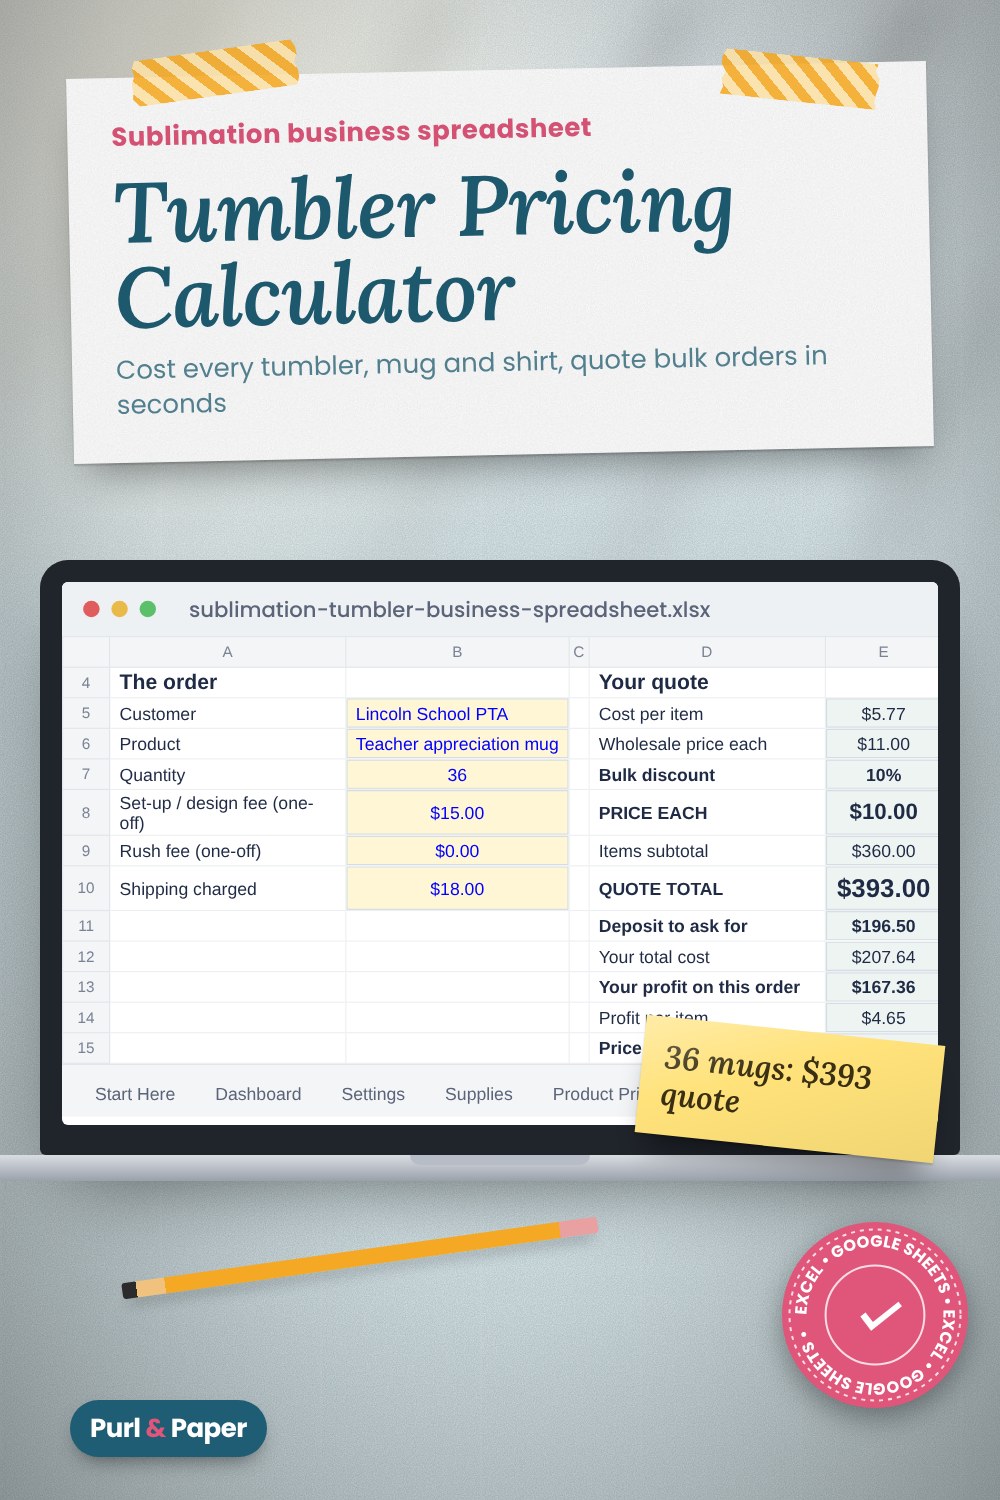 Sublimation business spreadsheet
Tumbler Pricing
Calculator
Cost every tumbler, mug and shirt, quote bulk orders in
seconds
sublimation-tumbler-business-spreadsheet.xlsx
A B C D E
4 The order Your quote
5 Customer Lincoln School PTA Cost per item $5.77
6 Product Teacher appreciation mug Wholesale price each $11.00
7 Quantity 36 Bulk discount 10%
8 Set-up / design fee (one-
off) $15.00 PRICE EACH $10.00
9 Rush fee (one-off) $0.00 Items subtotal $360.00
10 Shipping charged $18.00 QUOTE TOTAL $393.00
11 Deposit to ask for $196.50
12 Your total cost $207.64
13 Your profit on this order $167.36
14 Profit per item $4.65
15 Price
Start Here Dashboard Settings Supplies Product
36 mugs: $393
quote
EXCEL • GOOGLE SHEETS • EXCEL • GOOGLE SHEETS •
Purl & Paper